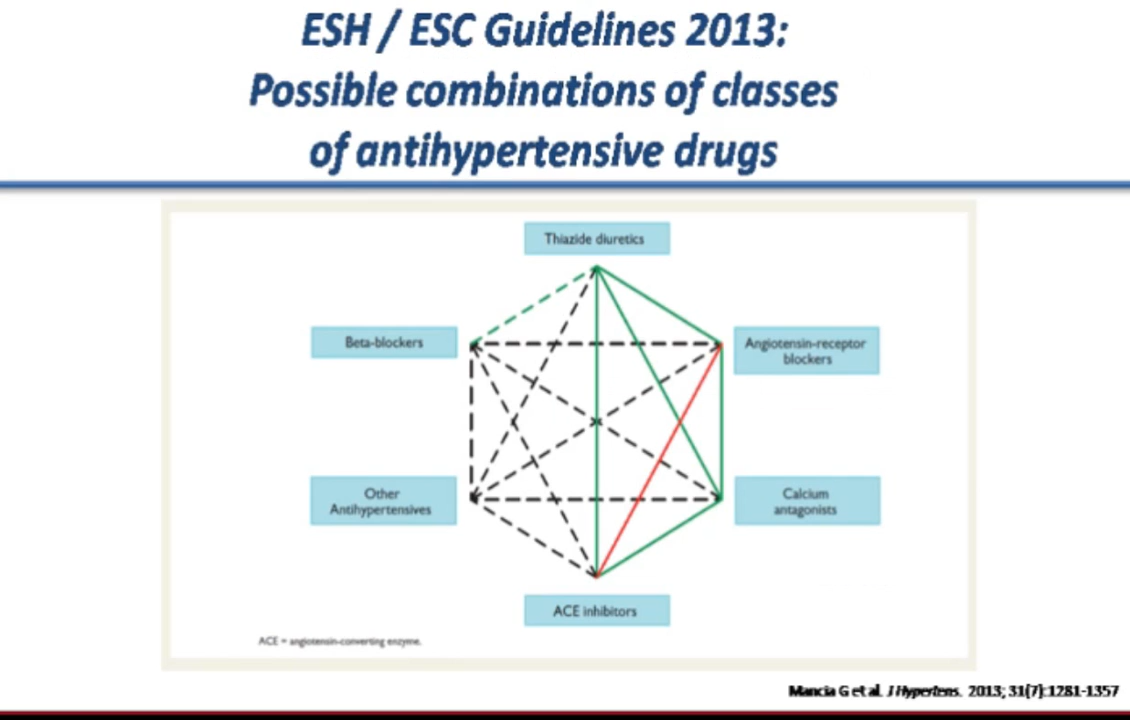 ESH / ESC Guidelines 2013:
Possible combinations of classes
of antihypertensive drugs
Thiazide diuretics
Beta-blockers
Angiotensin-receptor
blockers
Other
Antihypertensives
Calcium
antagonists
ACE inhibitors
ACE = angiotensin-converting enzyme.
Mancia G et al. J Hypertens. 2013; 31(7):1281-1357